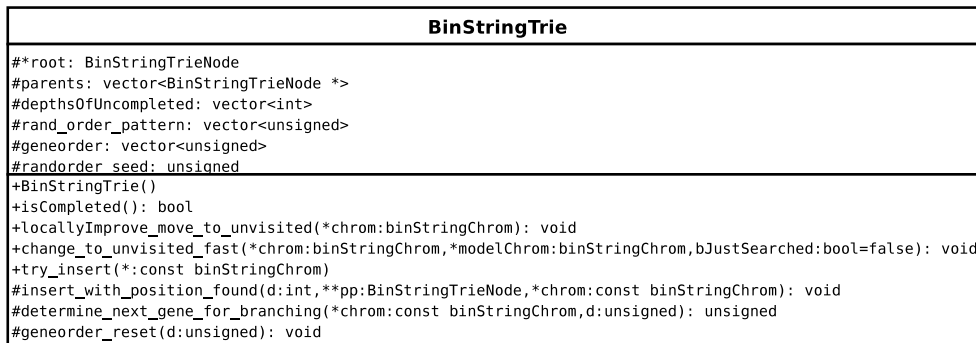 BinStringTrie
#*root: BinStringTrieNode
#parents: vector<BinStringTrieNode *>
#depthsOfUncompleted: vector<int>
#rand_order_pattern: vector<unsigned>
#geneorder: vector<unsigned>
#randorder_seed: unsigned
+BinStringTrie()
+isCompleted(): bool
+locallyImprove_move_to_unvisited(*chrom:binStringChrom): void
+change_to_unvisited_fast(*chrom:binStringChrom,*modelChrom:binStringChrom,bJustSearched:bool=false): void
+try_insert(*:const binStringChrom)
#insert_with_position_found(d:int,**pp:BinStringTrieNode,*chrom:const binStringChrom): void
#determine_next_gene_for_branching(*chrom:const binStringChrom,d:unsigned): unsigned
#geneorder_reset(d:unsigned): void